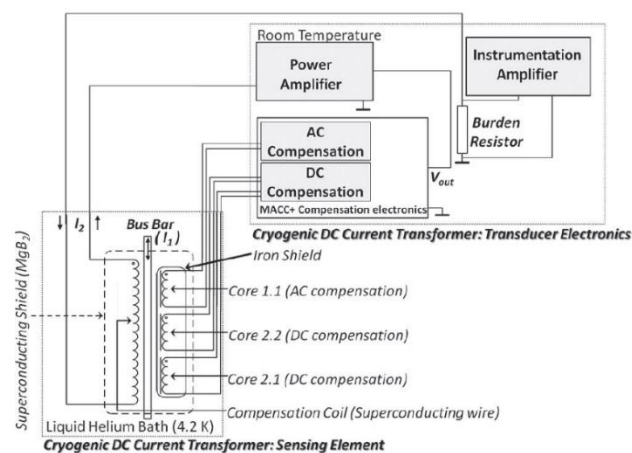 Room Temperature
Power
Amplifier
Instrumentation
Amplifier
AC
Compensation
DC
Compensation
Burden
Resistor
V_out
MACC+ Compensation electronics
Cryogenic DC Current Transformer: Transducer Electronics
I_2
Bus Bar
(I_1)
Iron Shield
Core 1.1 (AC compensation)
Core 2.2 (DC compensation)
Core 2.1 (DC compensation)
Compensation Coil (Superconducting wire)
Superconducting Shield (MgB_2)
Liquid Helium Bath (4.2 K)
Cryogenic DC Current Transformer: Sensing Element